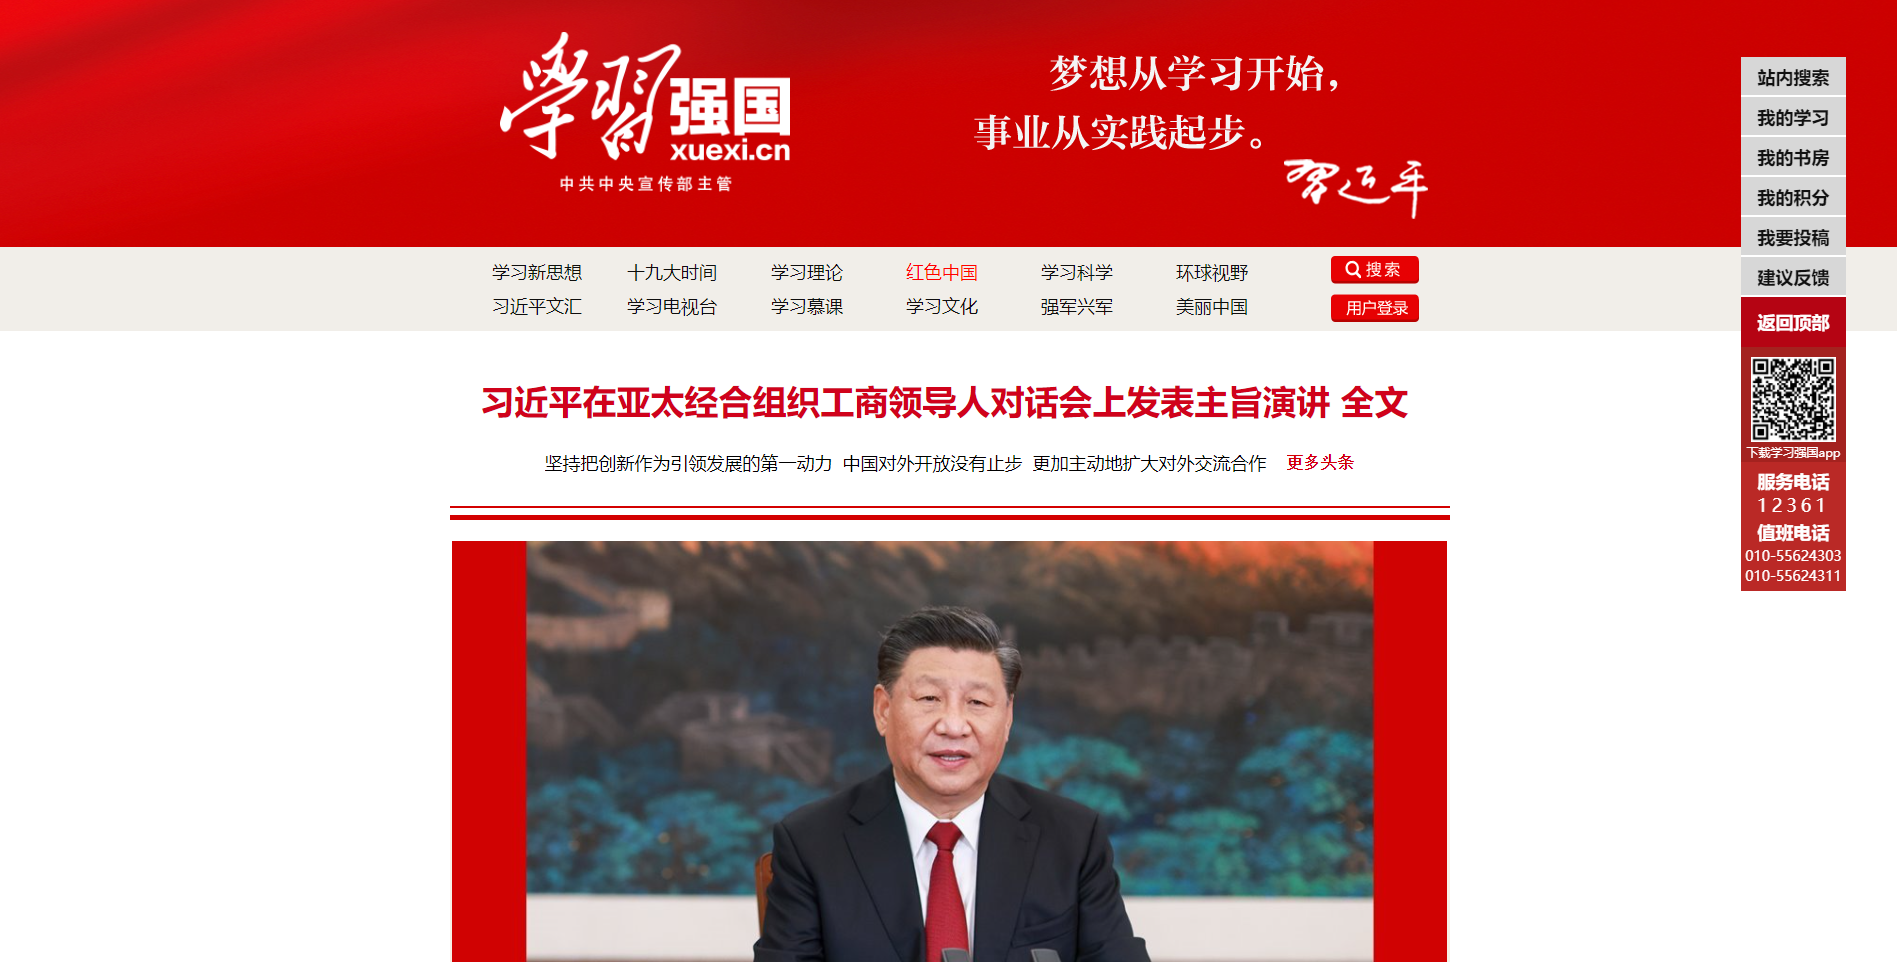 學習强国
xuexi.cn
中共中央宣传部主管
梦想从学习开始，
事业从实践起步。
习近平
学习新思想 十九大时间 学习理论 红色中国 学习科学 环球视野 搜索
习近平文汇 学习电视台 学习慕课 学习文化 强军兴军 美丽中国 用户登录
习近平在亚太经合组织工商领导人对话会上发表主旨演讲 全文
坚持把创新作为引领发展的第一动力 中国对外开放没有止步 更加主动地扩大对外交流合作 更多头条
站内搜索
我的学习
我的书房
我的积分
我要投稿
建议反馈
返回顶部
下载学习强国app
服务电话
12361
值班电话
010-55624303
010-55624311